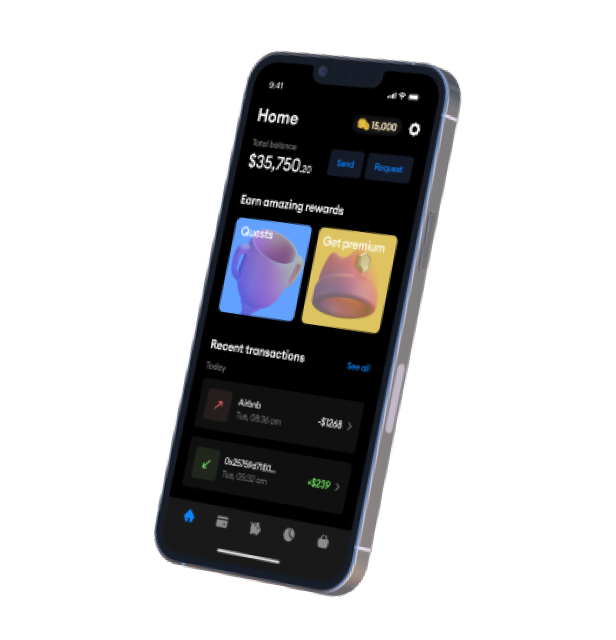 9:41
Home
15,000
Total balance
$35,750.20
Send
Request
Earn amazing rewards
Quests
Get premium
Recent transactions
See all
Today
Airbnb
Tue, 08:36 pm
-$1268
Tue, 05:32 pm
+$239